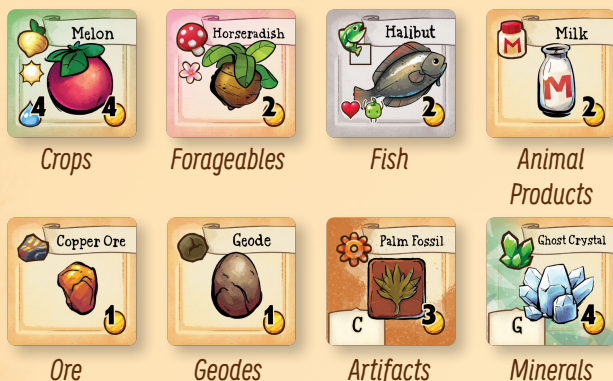 Melon
4 4
Crops
Horseradish
2
Forageables
Halibut
2
Fish
Milk
M M
2
Animal
Products
Copper Ore
1
Ore
Geode
1
Geodes
Palm Fossil
C 3
Artifacts
Ghost Crystal
G 4
Minerals